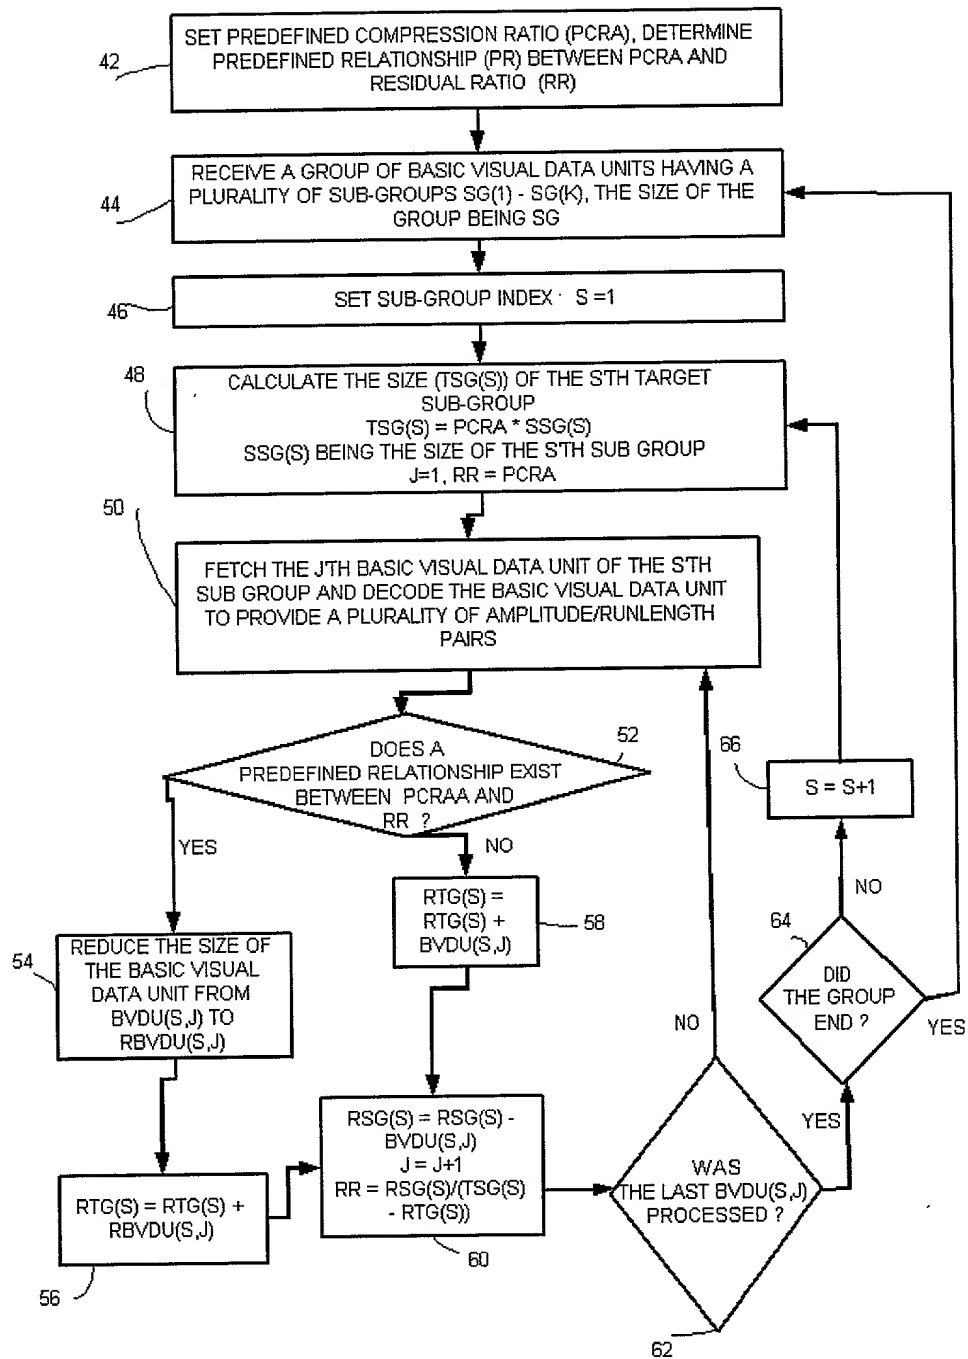 SET PREDEFINED COMPRESSION RATIO (PCRA), DETERMINE
PREDEFINED RELATIONSHIP (PR) BETWEEN PCRA AND
RESIDUAL RATIO (RR)
42
RECEIVE A GROUP OF BASIC VISUAL DATA UNITS HAVING A
PLURALITY OF SUB-GROUPS SG(1) - SG(K), THE SIZE OF THE
GROUP BEING SG
44
SET SUB-GROUP INDEX S =1
46
CALCULATE THE SIZE (TSG(S)) OF THE S'TH TARGET
SUB-GROUP
TSG(S) = PCRA * SSG(S)
SSG(S) BEING THE SIZE OF THE S'TH SUB GROUP
J=1, RR = PCRA
48
50
FETCH THE J'TH BASIC VISUAL DATA UNIT OF THE S'TH
SUB GROUP AND DECODE THE BASIC VISUAL DATA UNIT
TO PROVIDE A PLURALITY OF AMPLITUDE/RUNLENGTH
PAIRS
DOES A
PREDEFINED RELATIONSHIP EXIST
BETWEEN PCRAA AND
RR ?
52
YES
NO
66
S = S+1
NO
RTG(S) =
RTG(S) +
BVDU(S,J)
58
54
REDUCE THE SIZE OF
THE BASIC VISUAL
DATA UNIT FROM
BVDU(S,J) TO
RBVDU(S,J)
64
DID
THE GROUP
END ?
YES
NO
YES
RSG(S) = RSG(S) -
BVDU(S,J)
J = J+1
RR = RSG(S)/(TSG(S)
- RTG(S))
60
RTG(S) = RTG(S) +
RBVDU(S,J)
56
WAS
THE LAST BVDU(S,J)
PROCESSED ?
62